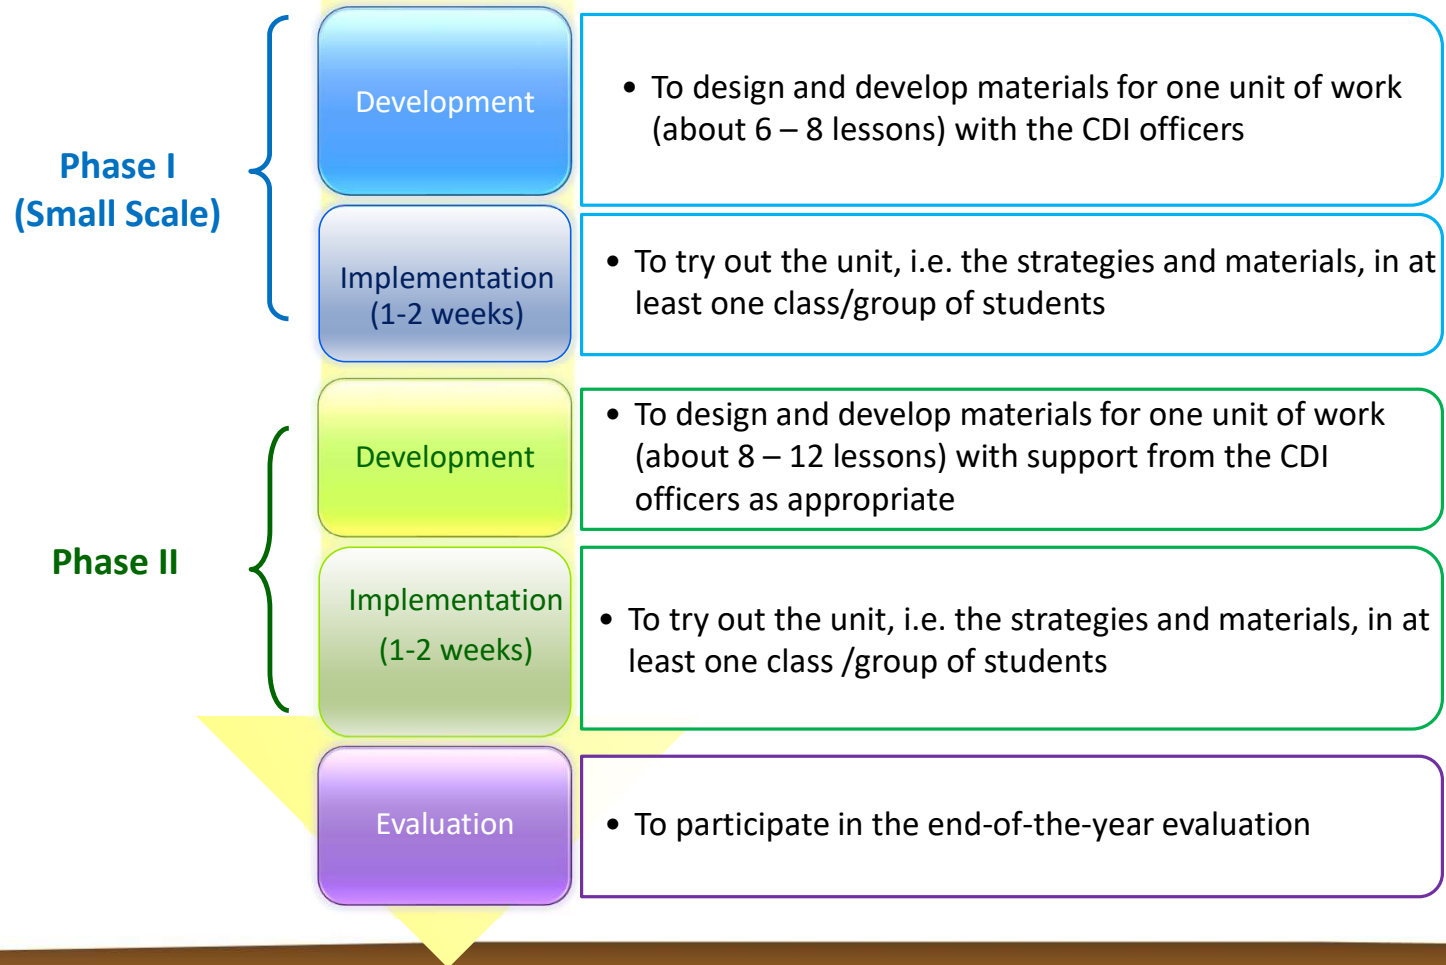 Phase I
(Small Scale)
Development
• To design and develop materials for one unit of work
(about 6 – 8 lessons) with the CDI officers
Implementation
(1-2 weeks)
• To try out the unit, i.e. the strategies and materials, in at
least one class/group of students
Phase II
Development
• To design and develop materials for one unit of work
(about 8 – 12 lessons) with support from the CDI
officers as appropriate
Implementation
(1-2 weeks)
• To try out the unit, i.e. the strategies and materials, in at
least one class /group of students
Evaluation
• To participate in the end-of-the-year evaluation